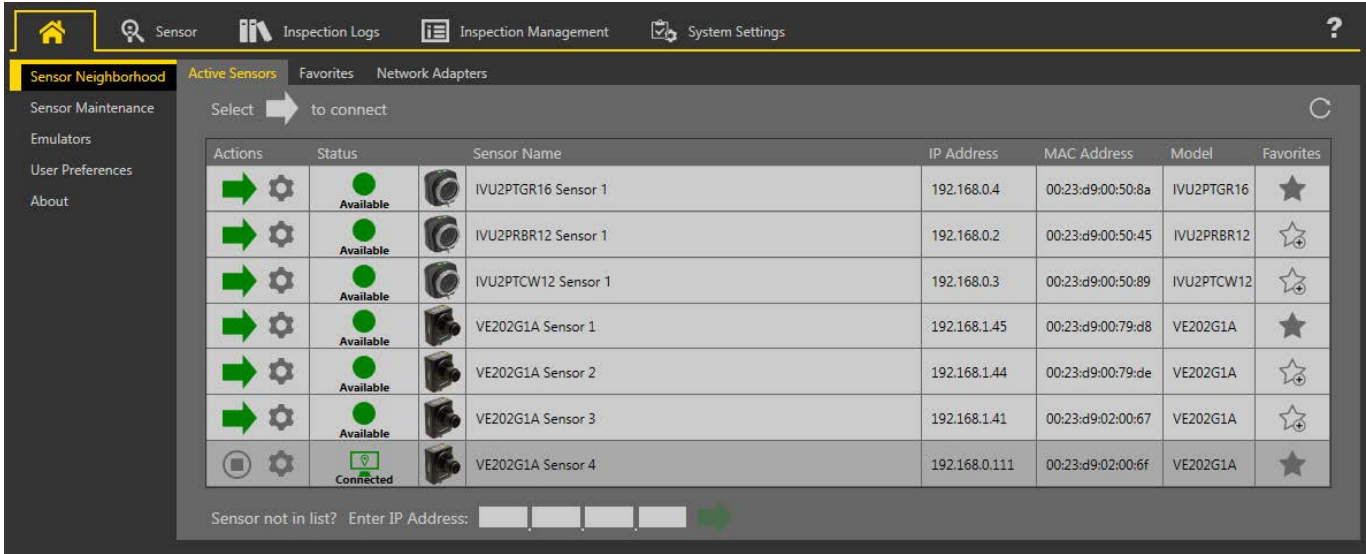 Sensor Inspection Logs Inspection Management System Settings ?
Sensor Neighborhood
Sensor Maintenance
Emulators
User Preferences
About
Active Sensors Favorites Network Adapters
Select to connect
Actions Status Sensor Name IP Address MAC Address Model Favorites
Available IVU2PTGR16 Sensor 1 192.168.0.4 00:23:d9:00:50:8a IVU2PTGR16
Available IVU2PRBR12 Sensor 1 192.168.0.2 00:23:d9:00:50:45 IVU2PRBR12
Available IVU2PTCW12 Sensor 1 192.168.0.3 00:23:d9:00:50:89 IVU2PTCW12
Available VE202G1A Sensor 1 192.168.1.45 00:23:d9:00:79:d8 VE202G1A
Available VE202G1A Sensor 2 192.168.1.44 00:23:d9:00:79:de VE202G1A
Available VE202G1A Sensor 3 192.168.1.41 00:23:d9:02:00:67 VE202G1A
Connected VE202G1A Sensor 4 192.168.0.111 00:23:d9:02:00:6f VE202G1A
Sensor not in list? Enter IP Address: . . .